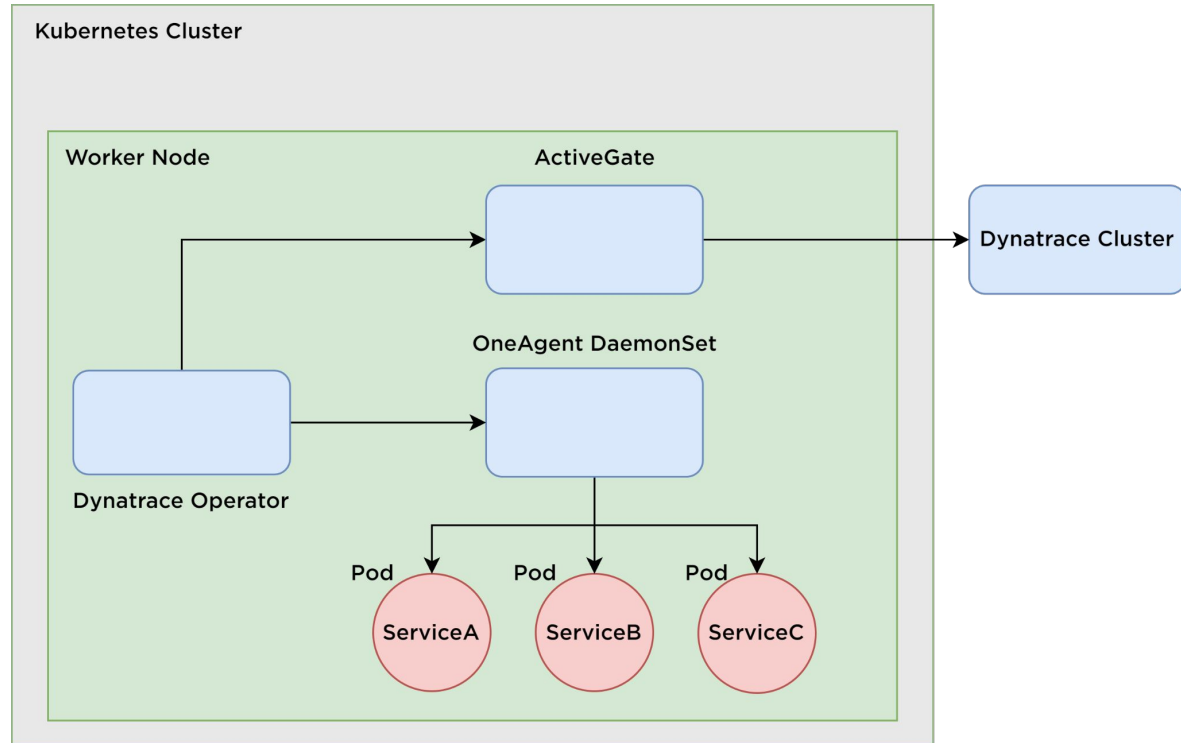 Kubernetes Cluster
Worker Node
ActiveGate
Dynatrace Cluster
OneAgent DaemonSet
Dynatrace Operator
Pod
Pod
Pod
ServiceA
ServiceB
ServiceC